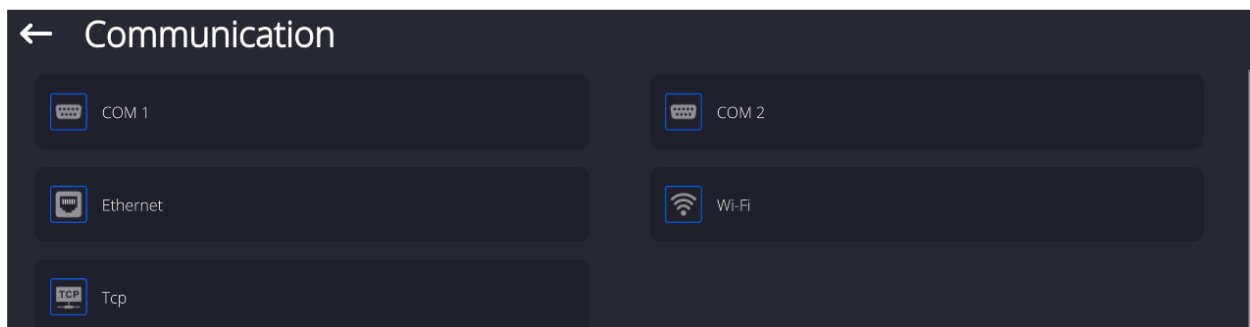 Communication
COM 1
COM 2
Ethernet
Wi-Fi
TCP
Tcp